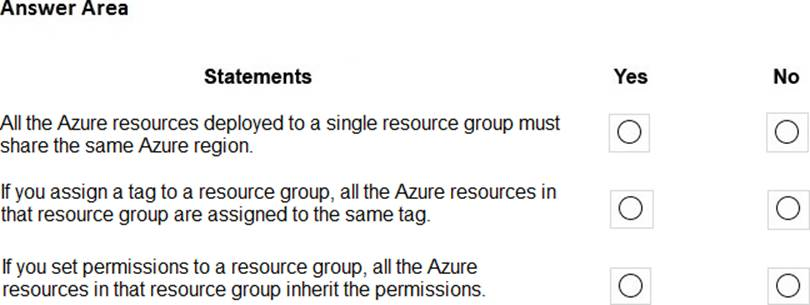 Answer Area
Statements Yes No
All the Azure resources deployed to a single resource group must
share the same Azure region.
If you assign a tag to a resource group, all the Azure resources in
that resource group are assigned to the same tag.
If you set permissions to a resource group, all the Azure
resources in that resource group inherit the permissions.